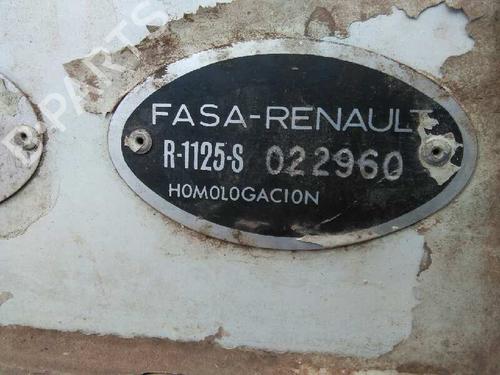 FASA-RENAULT
R-1125-S 022960
HOMOLOGACION